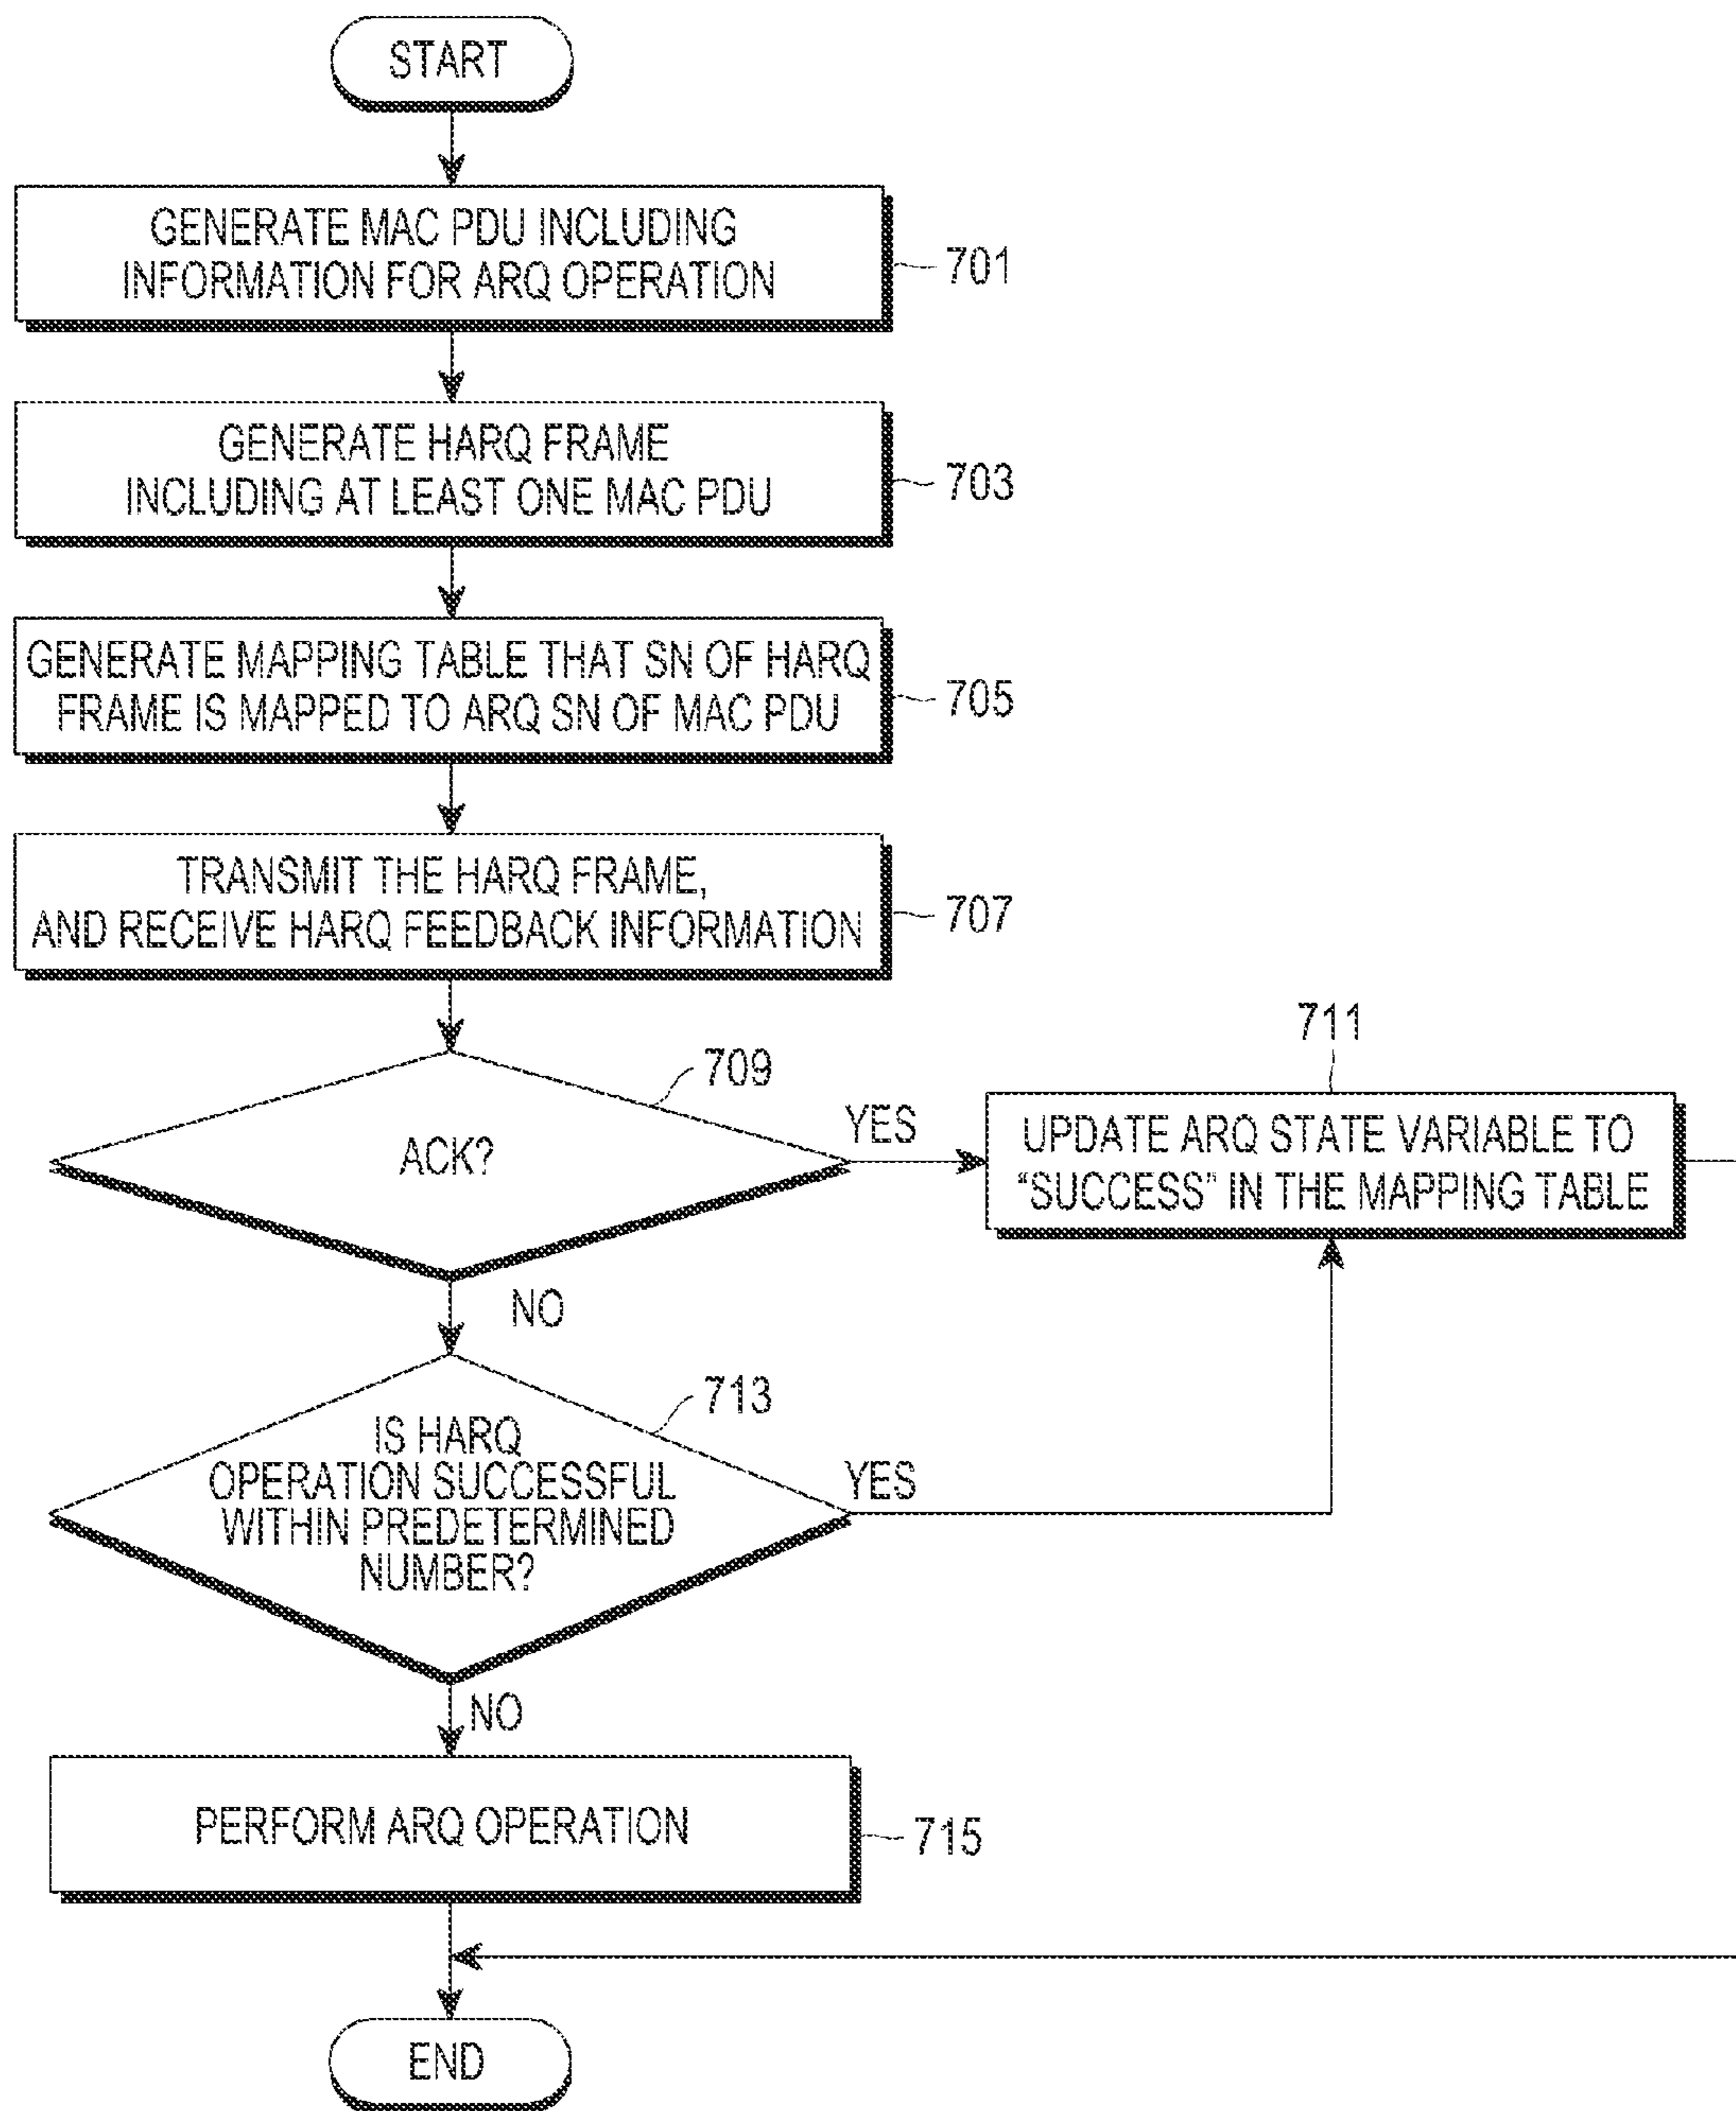 START
GENERATE MAC PDU INCLUDING
INFORMATION FOR ARQ OPERATION
701
GENERATE HARQ FRAME
INCLUDING AT LEAST ONE MAC PDU
703
GENERATE MAPPING TABLE THAT SN OF HARQ
FRAME IS MAPPED TO ARQ SN OF MAC PDU
705
TRANSMIT THE HARQ FRAME,
AND RECEIVE HARQ FEEDBACK INFORMATION
707
709
ACK?
YES
711
UPDATE ARQ STATE VARIABLE TO
“SUCCESS” IN THE MAPPING TABLE
NO
713
IS HARQ
OPERATION SUCCESSFUL
WITHIN PREDETERMINED
NUMBER?
YES
NO
PERFORM ARQ OPERATION
715
END